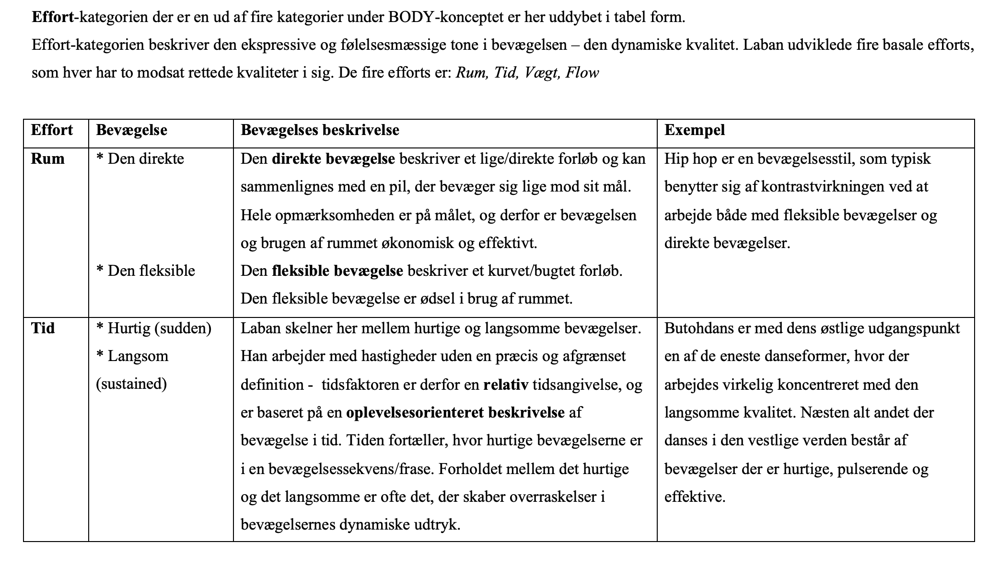 Effort-kategorien der er en ud af fire kategorier under BODY-konceptet er her uddybet i tabel form.
Effort-kategorien beskriver den ekspressive og følelsesmæssige tone i bevægelsen – den dynamiske kvalitet. Laban udviklede fire basale efforts,
som hver har to modsat rettede kvaliteter i sig. De fire efforts er: Rum, Tid, Vægt, Flow
Effort
Bevægelse
Bevægelses beskrivelse
Exempel
Rum
* Den direkte
* Den fleksible
Den direkte bevægelse beskriver et lige/direkte forløb og kan
sammenlignes med en pil, der bevæger sig lige mod sit mål.
Hele opmærksomheden er på målet, og derfor er bevægelsen
og brugen af rummet økonomisk og effektivt.
Den fleksible bevægelse beskriver et kurvet/bugtet forløb.
Den fleksible bevægelse er ødsel i brug af rummet.
Hip hop er en bevægelsesstil, som typisk
benytter sig af kontrastvirkningen ved at
arbejde både med fleksible bevægelser og
direkte bevægelser.
Tid
* Hurtig (sudden)
* Langsom
(sustained)
Laban skelner her mellem hurtige og langsomme bevægelser.
Han arbejder med hastigheder uden en præcis og afgrænset
definition - tidsfaktoren er derfor en relativ tidsangivelse, og
er baseret på en oplevelsesorienteret beskrivelse af
bevægelse i tid. Tiden fortæller, hvor hurtige bevægelserne er
i en bevægelsessekvens/frase. Forholdet mellem det hurtige
og det langsomme er ofte det, der skaber overraskelser i
bevægelsernes dynamiske udtryk.
Butohdans er med dens østlige udgangspunkt
en af de eneste danseformer, hvor der
arbejdes virkelig koncentreret med den
langsomme kvalitet. Næsten alt andet der
danses i den vestlige verden består af
bevægelser der er hurtige, pulserende og
effektive.